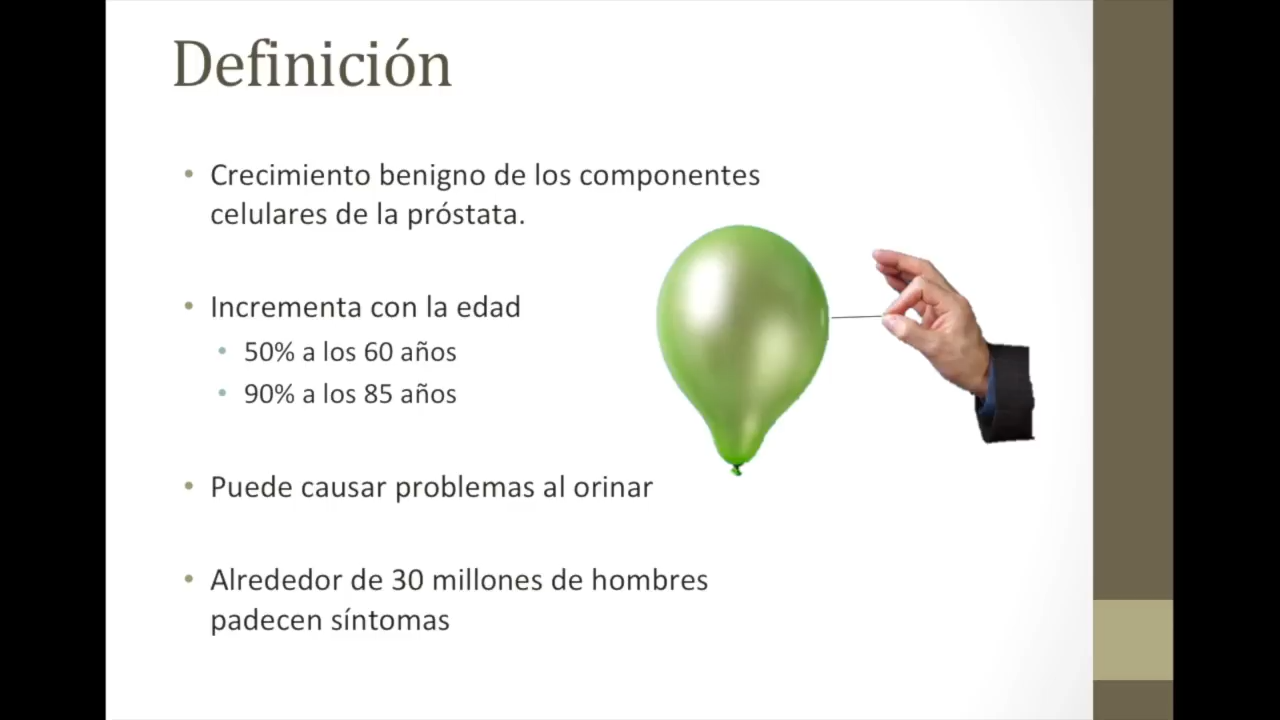 Definición
• Crecimiento benigno de los componentes
celulares de la próstata.
• Incrementa con la edad
• 50% a los 60 años
• 90% a los 85 años
• Puede causar problemas al orinar
• Alrededor de 30 millones de hombres
padecen síntomas